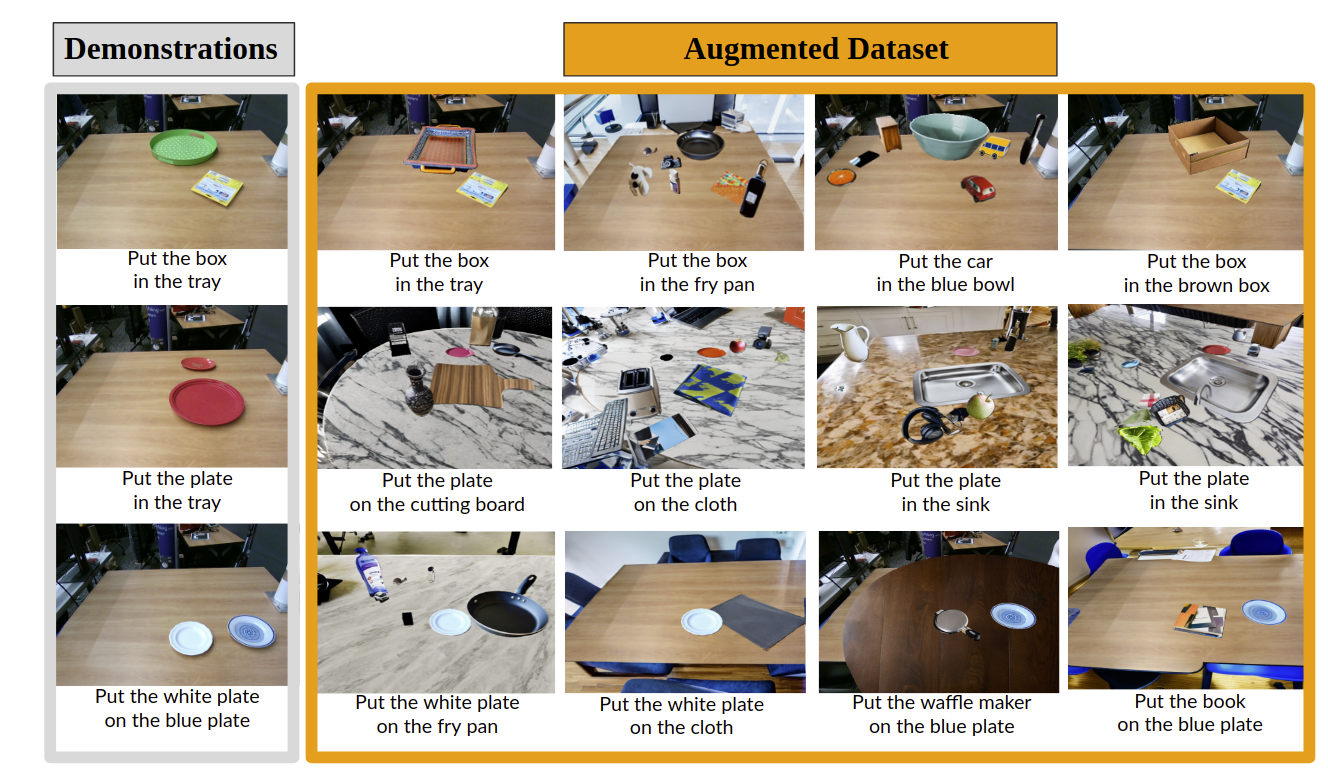 Demonstrations
Augmented Dataset
Put the box
in the tray
Put the box
in the tray
Put the box
in the fry pan
Put the car
in the blue bowl
Put the box
in the brown box
Put the plate
in the tray
Put the plate
on the cutting board
Put the plate
on the cloth
Put the plate
in the sink
Put the plate
in the sink
Put the white plate
on the blue plate
Put the white plate
on the fry pan
Put the white plate
on the cloth
Put the waffle maker
on the blue plate
Put the book
on the blue plate